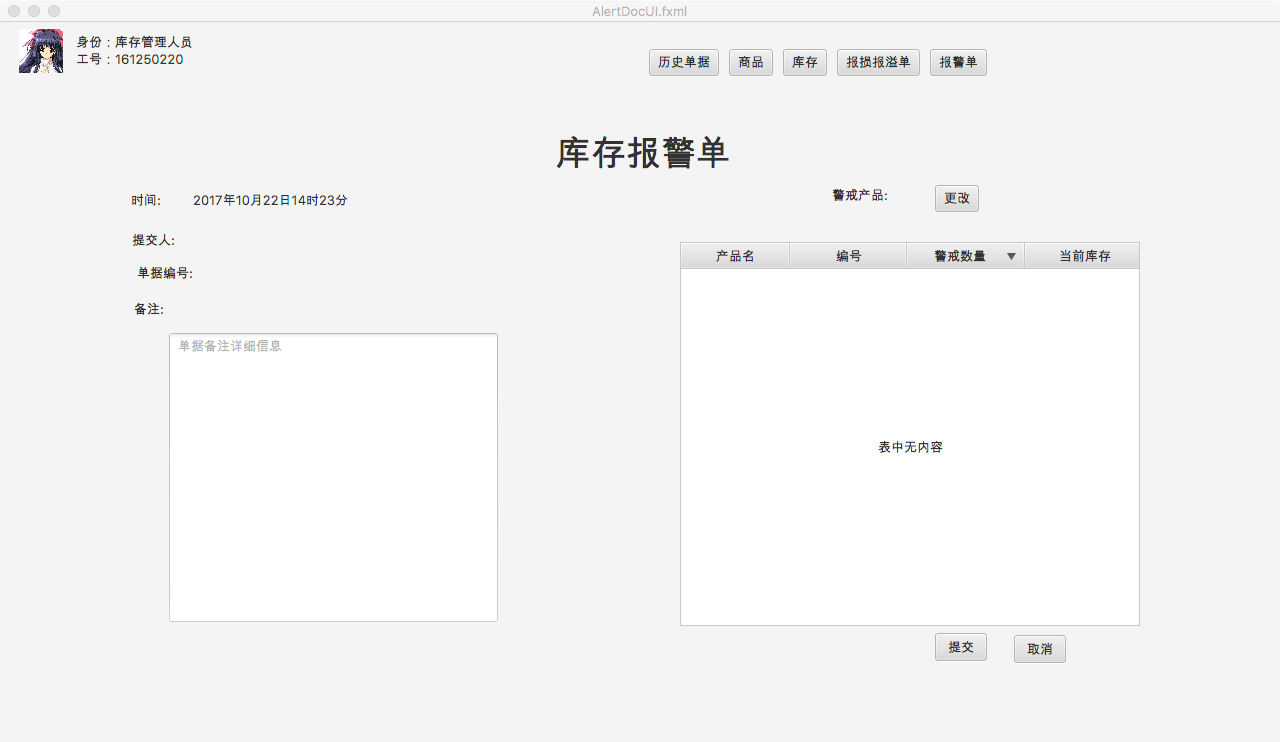 AlertDocUI.fxml
身份：库存管理人员
工号：161250220
历史单据
商品
库存
报损报溢单
报警单
库存报警单
时间:
2017年10月22日14时23分
警戒产品:
更改
提交人:
单据编号:
备注:
单据备注详细信息
产品名
编号
警戒数量
当前库存
表中无内容
提交
取消